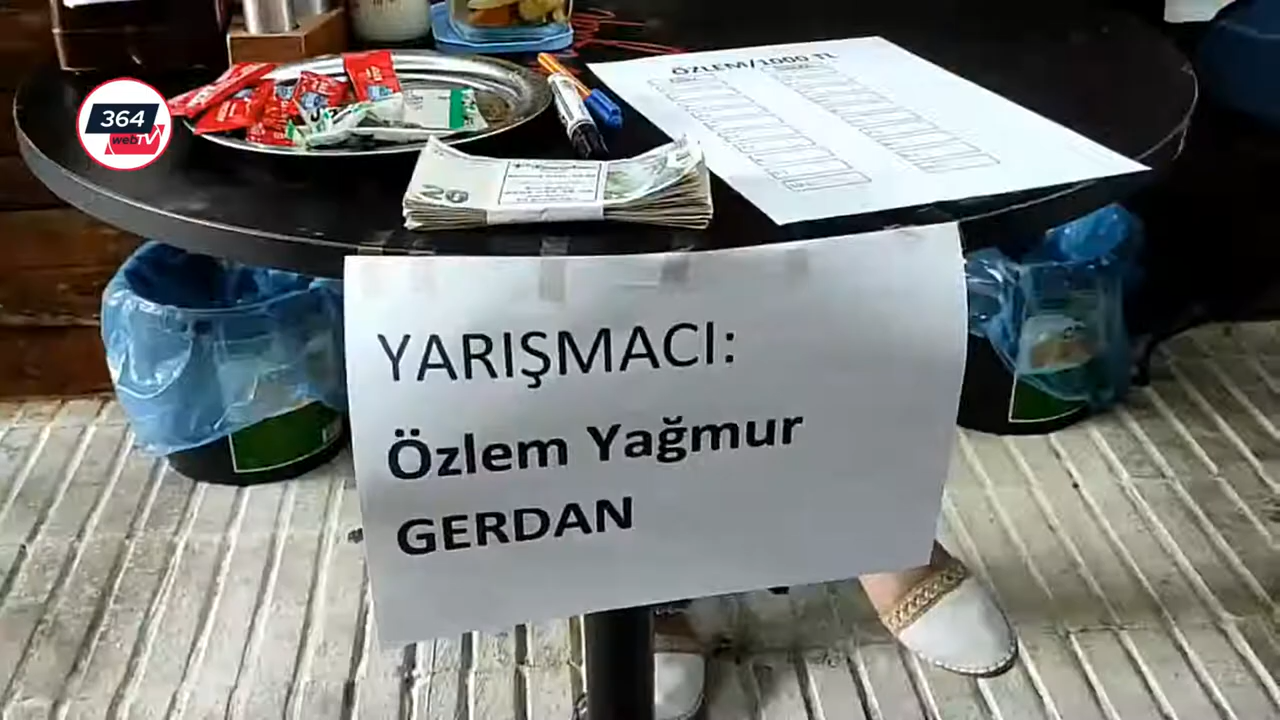 364
webTV
ÖZLEM/1000 TL
20
YARIŞMACI:
Özlem Yağmur
GERDAN